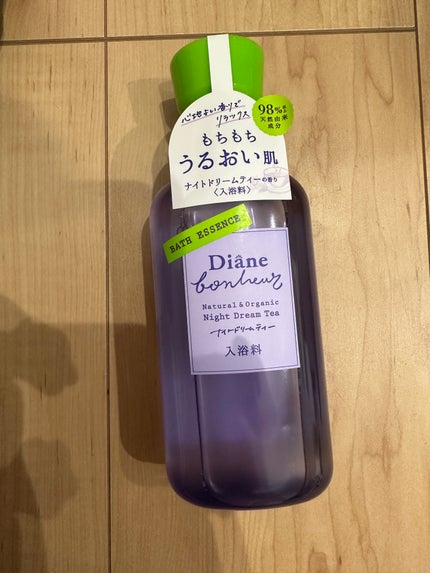 心地よい香りで
リラックス
98%以上
天然由来
成分
もちもち
うるおい肌
ナイトドリームティーの香り
〈入浴料〉
BATH ESSENCE
Diâne
bonheur
Natural & Organic
Night Dream Tea
ナイトドリームティー
入浴料